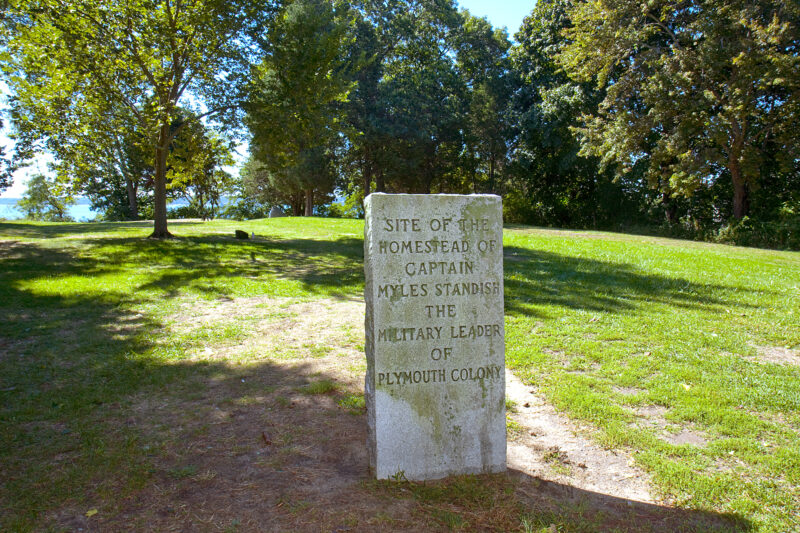 SITE OF THE
HOMESTEAD OF
CAPTAIN
MYLES STANDISH
THE
MILITARY LEADER
OF
PLYMOUTH COLONY